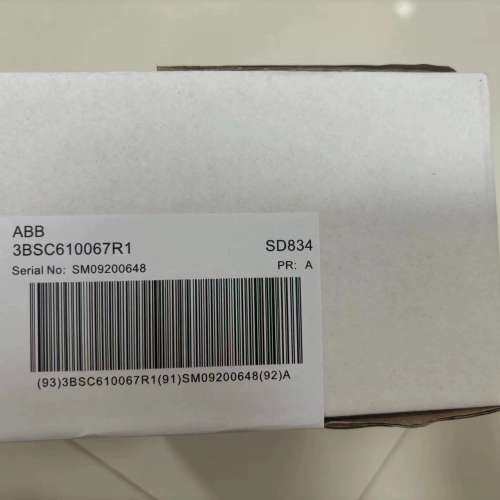 ABB
3BSC610067R1 SD834
Serial No: SM09200648 PR: A
(93)3BSC610067R1(91)SM09200648(92)A